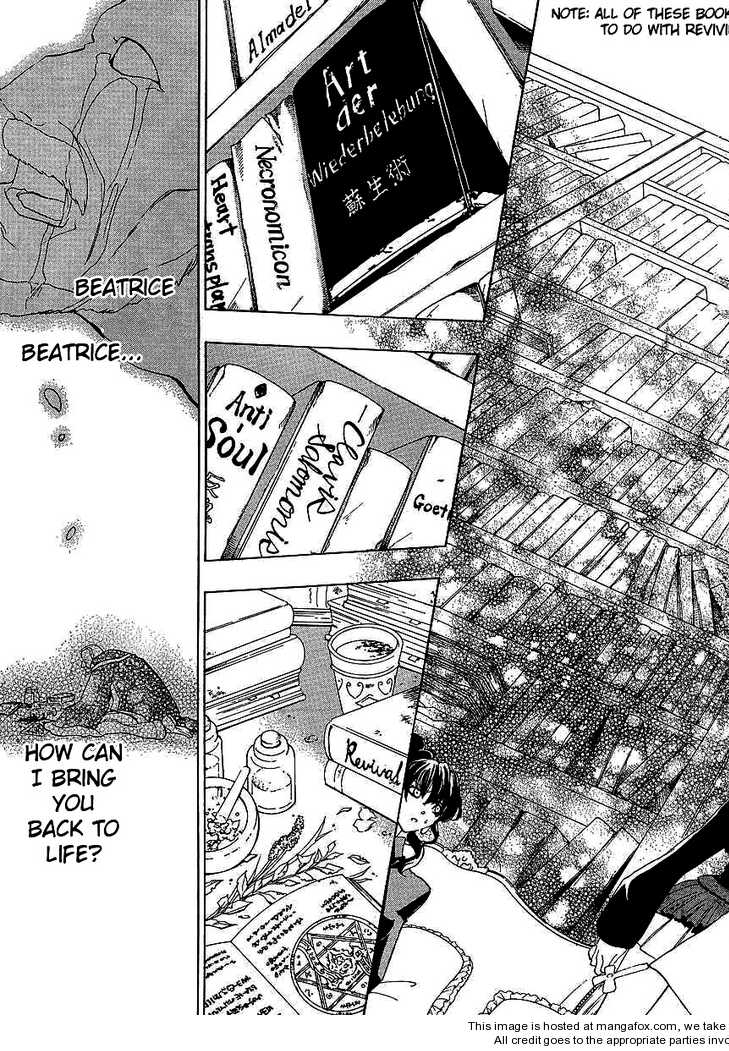 NOTE: ALL OF THESE BOOK
TO DO WITH REVIVI
Almadel
Art
der
Wiederbelebung
蘇生術
Necronomicon
Heart
transplan
BEATRICE
BEATRICE...
Anti
-
Soul
Clavis
Solomonis
Goet
Revival
HOW CAN
I BRING
YOU
BACK TO
LIFE?
This image is hosted at mangafox.com, we take
All credit goes to the appropriate parties invo